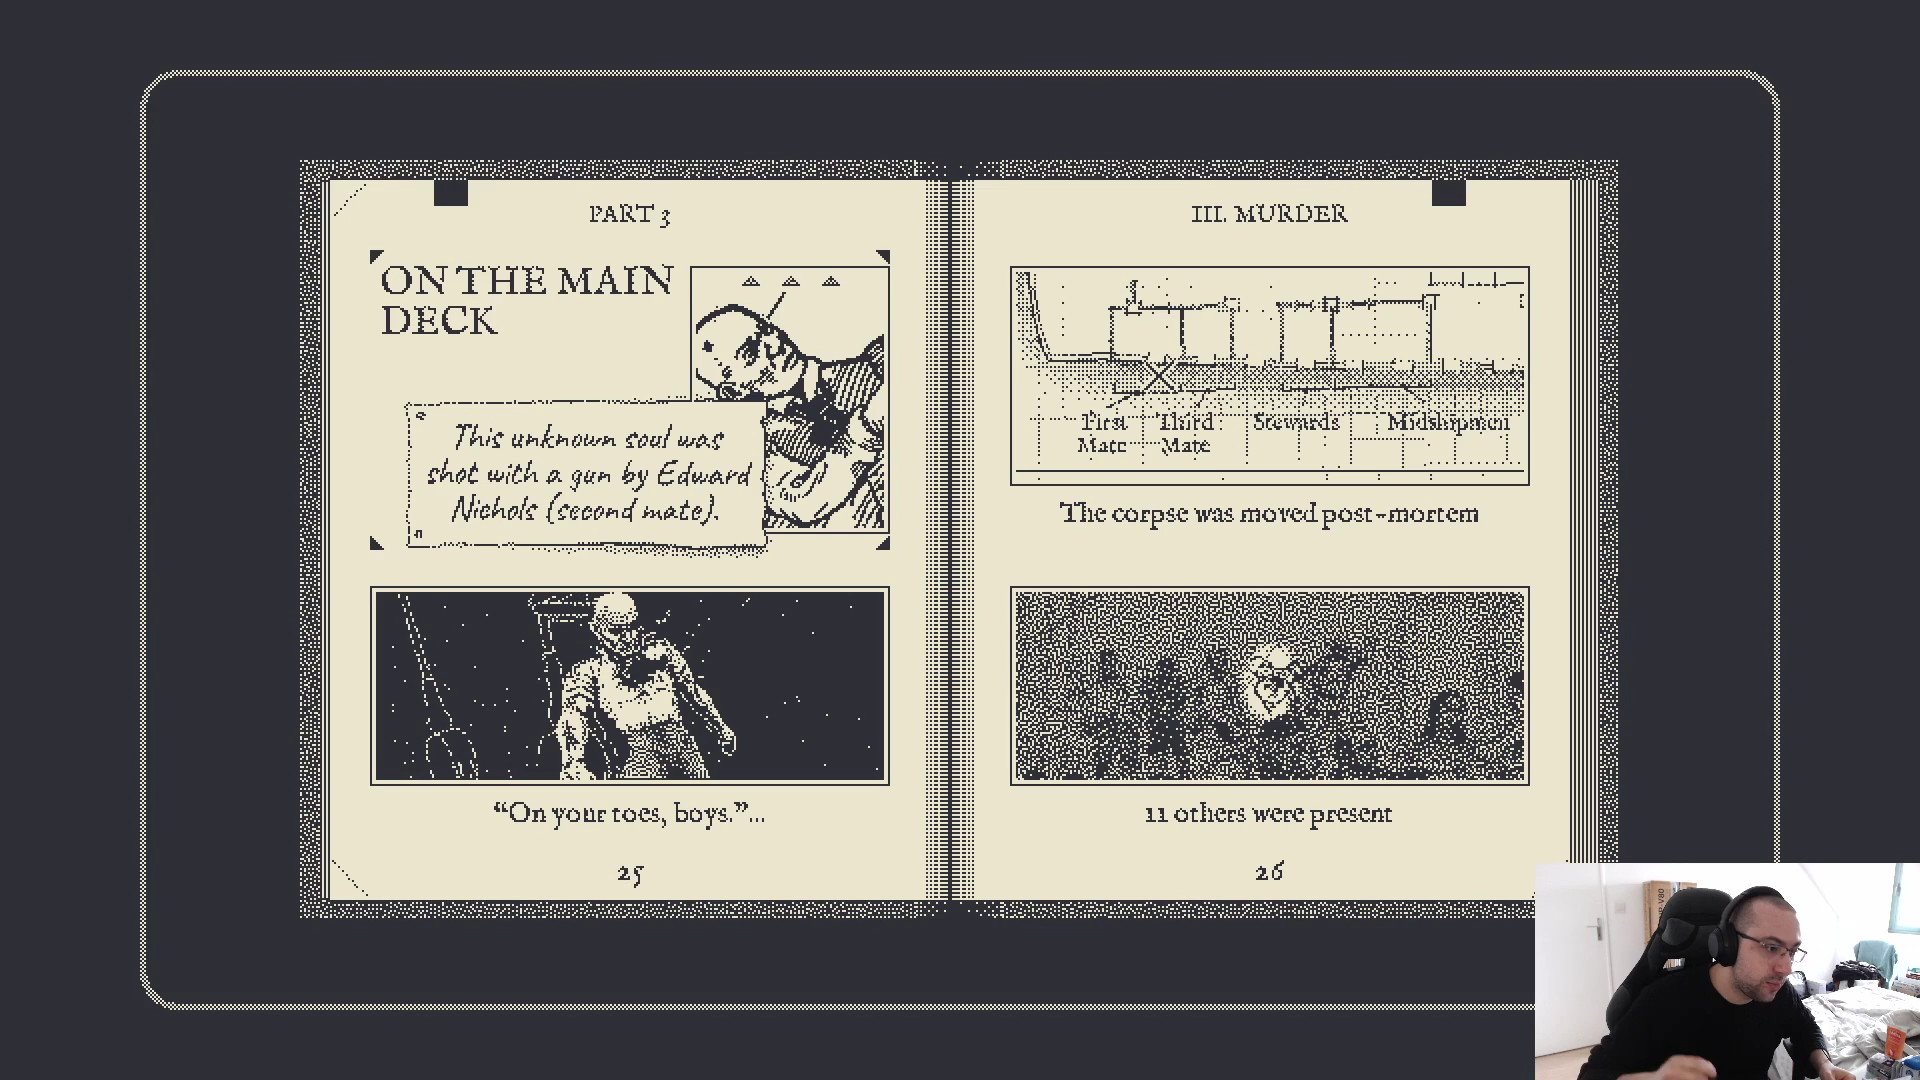 PART 3
ON THE MAIN
DECK
This unknown soul was
shot with a gun by Edward
Nichols (second mate).
"On your toes, boys."...
25
III. MURDER
First Third Stewards Midshipmen
Mate Mate
The corpse was moved post-mortem
11 others were present
26